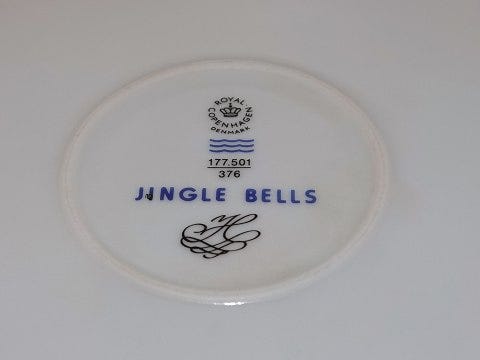 ROYAL
COPENHAGEN
DENMARK
177.501
376
JINGLE BELLS
H